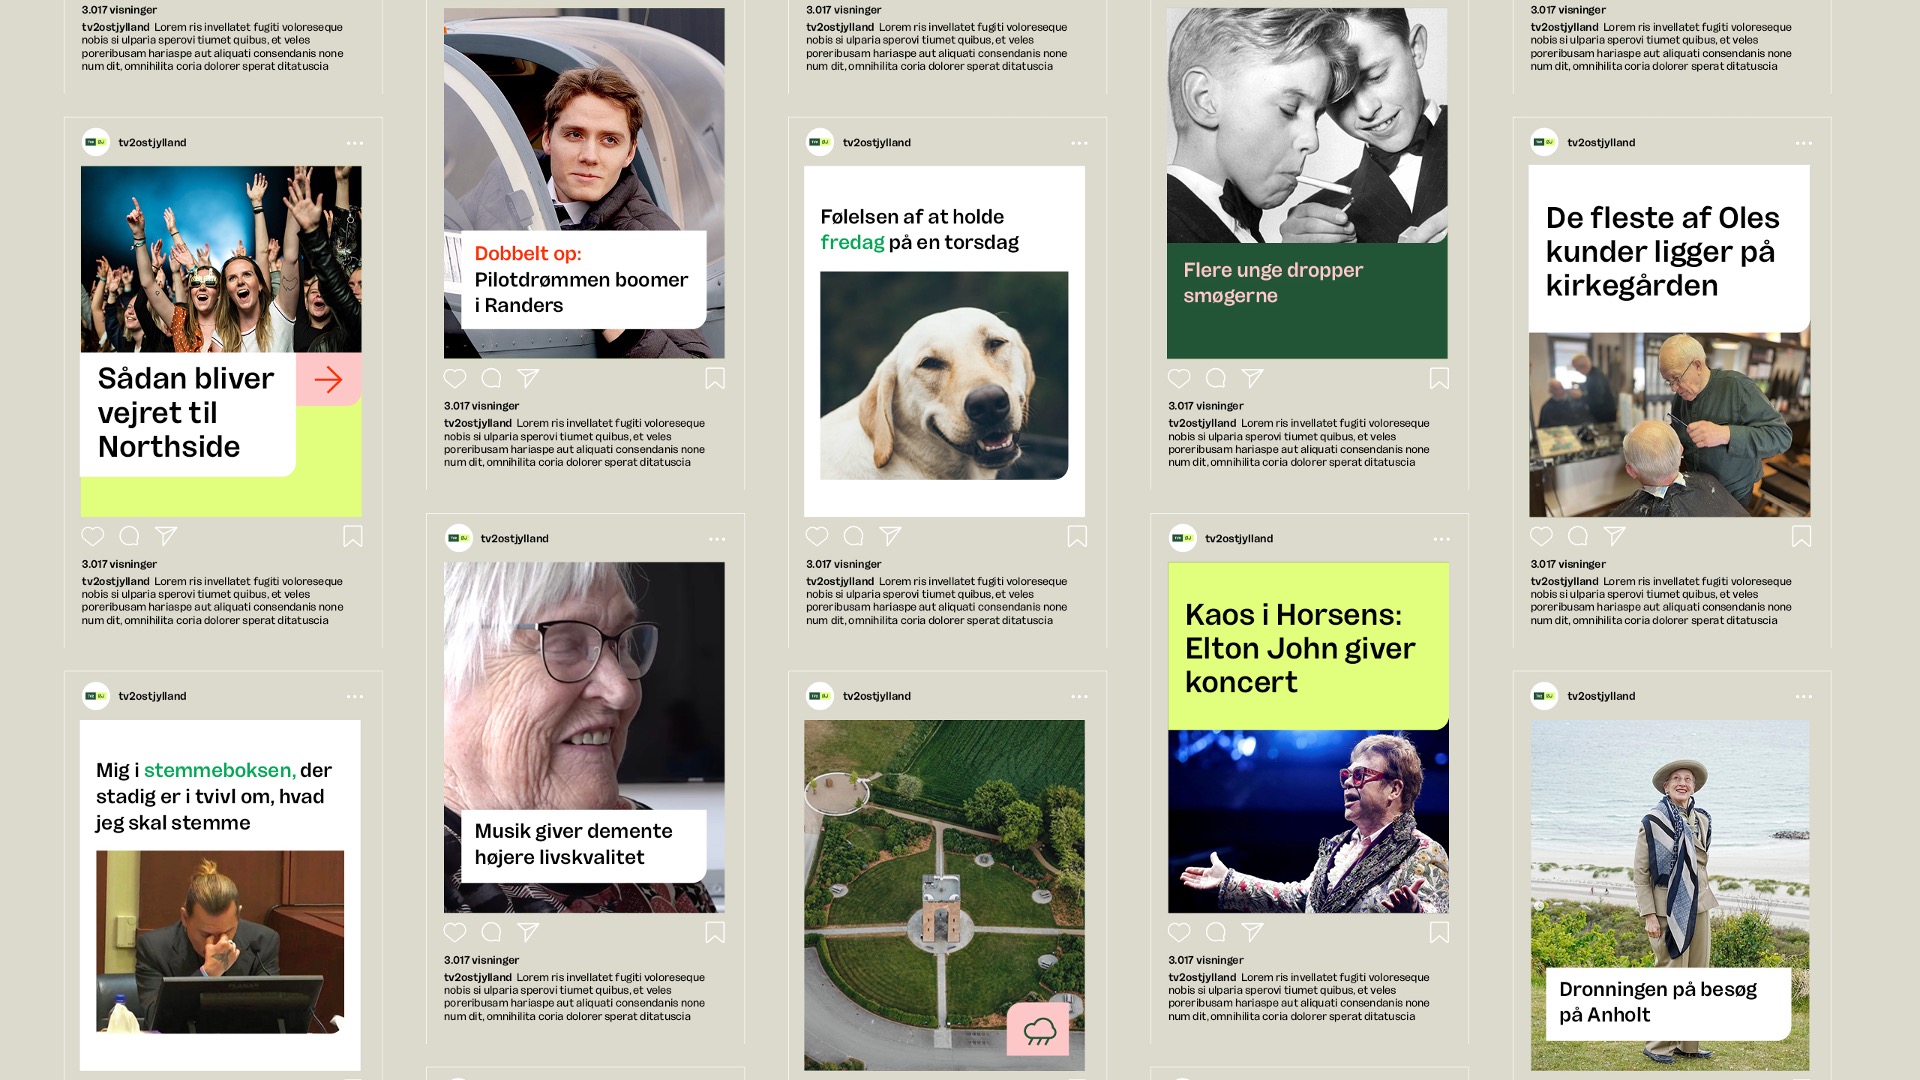 3.017 visninger
tv2ostjylland Lorem ris invellatet fugiti voloreseque
nobis si ulparia sperovi tiumet quibus, et veles
poreribusam hariaspe aut aliquati consendanis none
num dit, omnihilita coria dolorer sperat ditatuscia
tv2ostjylland
Sådan bliver
vejret til
Northside
3.017 visninger
tv2ostjylland Lorem ris invellatet fugiti voloreseque
nobis si ulparia sperovi tiumet quibus, et veles
poreribusam hariaspe aut aliquati consendanis none
num dit, omnihilita coria dolorer sperat ditatuscia
tv2ostjylland
Mig i stemmeboksen, der
stadig er i tvivl om, hvad
jeg skal stemme
Dobbelt op:
Pilotdrømmen boomer
i Randers
3.017 visninger
tv2ostjylland Lorem ris invellatet fugiti voloreseque
nobis si ulparia sperovi tiumet quibus, et veles
poreribusam hariaspe aut aliquati consendanis none
num dit, omnihilita coria dolorer sperat ditatuscia
tv2ostjylland
Musik giver demente
højere livskvalitet
3.017 visninger
tv2ostjylland Lorem ris invellatet fugiti voloreseque
nobis si ulparia sperovi tiumet quibus, et veles
poreribusam hariaspe aut aliquati consendanis none
num dit, omnihilita coria dolorer sperat ditatuscia
3.017 visninger
tv2ostjylland Lorem ris invellatet fugiti voloreseque
nobis si ulparia sperovi tiumet quibus, et veles
poreribusam hariaspe aut aliquati consendanis none
num dit, omnihilita coria dolorer sperat ditatuscia
tv2ostjylland
Følelsen af at holde
fredag på en torsdag
3.017 visninger
tv2ostjylland Lorem ris invellatet fugiti voloreseque
nobis si ulparia sperovi tiumet quibus, et veles
poreribusam hariaspe aut aliquati consendanis none
num dit, omnihilita coria dolorer sperat ditatuscia
tv2ostjylland
Flere unge dropper
smøgerne
3.017 visninger
tv2ostjylland Lorem ris invellatet fugiti voloreseque
nobis si ulparia sperovi tiumet quibus, et veles
poreribusam hariaspe aut aliquati consendanis none
num dit, omnihilita coria dolorer sperat ditatuscia
tv2ostjylland
Kaos i Horsens:
Elton John giver
koncert
3.017 visninger
tv2ostjylland Lorem ris invellatet fugiti voloreseque
nobis si ulparia sperovi tiumet quibus, et veles
poreribusam hariaspe aut aliquati consendanis none
num dit, omnihilita coria dolorer sperat ditatuscia
3.017 visninger
tv2ostjylland Lorem ris invellatet fugiti voloreseque
nobis si ulparia sperovi tiumet quibus, et veles
poreribusam hariaspe aut aliquati consendanis none
num dit, omnihilita coria dolorer sperat ditatuscia
tv2ostjylland
De fleste af Oles
kunder ligger på
kirkegården
3.017 visninger
tv2ostjylland Lorem ris invellatet fugiti voloreseque
nobis si ulparia sperovi tiumet quibus, et veles
poreribusam hariaspe aut aliquati consendanis none
num dit, omnihilita coria dolorer sperat ditatuscia
tv2ostjylland
Dronningen på besøg
på Anholt